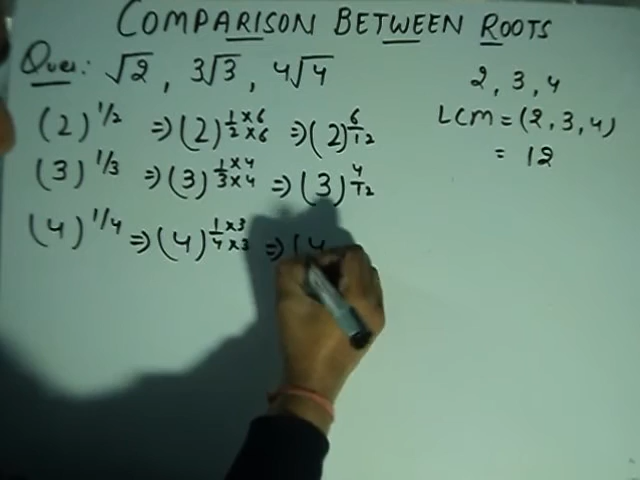 COMPARISON BETWEEN ROOTS
Ques: √2, 3√3, 4√4
2, 3, 4
LCM = (2, 3, 4)
= 12
(2)^1/2 ⇒ (2)^(1×6)/(2×6) ⇒ (2)^6/12
(3)^1/3 ⇒ (3)^(1×4)/(3×4) ⇒ (3)^4/12
(4)^1/4 ⇒ (4)^(1×3)/(4×3) ⇒ (4